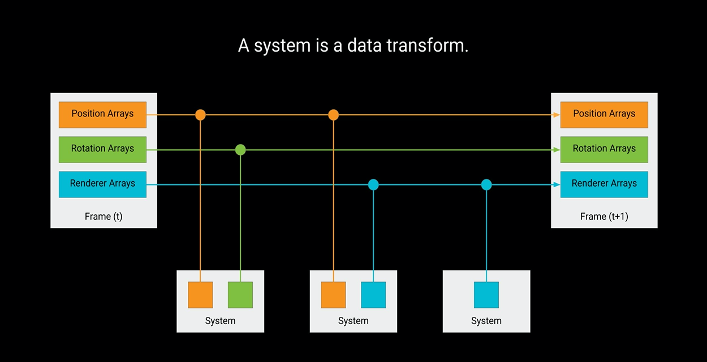 A system is a data transform.
Position Arrays
Rotation Arrays
Renderer Arrays
Frame (t)
Position Arrays
Rotation Arrays
Renderer Arrays
Frame (t+1)
System
System
System